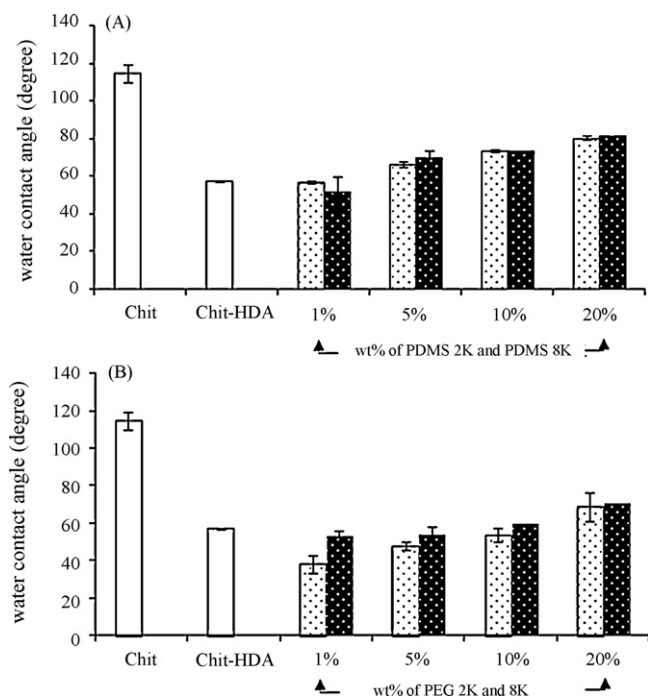 (A)
water contact angle (degree)
140
120
100
80
60
40
20
0
Chit Chit-HDA 1% 5% 10% 20%
wt% of PDMS 2K and PDMS 8K
(B)
water contact angle (degree)
140
120
100
80
60
40
20
0
Chit Chit-HDA 1% 5% 10% 20%
wt% of PEG 2K and 8K